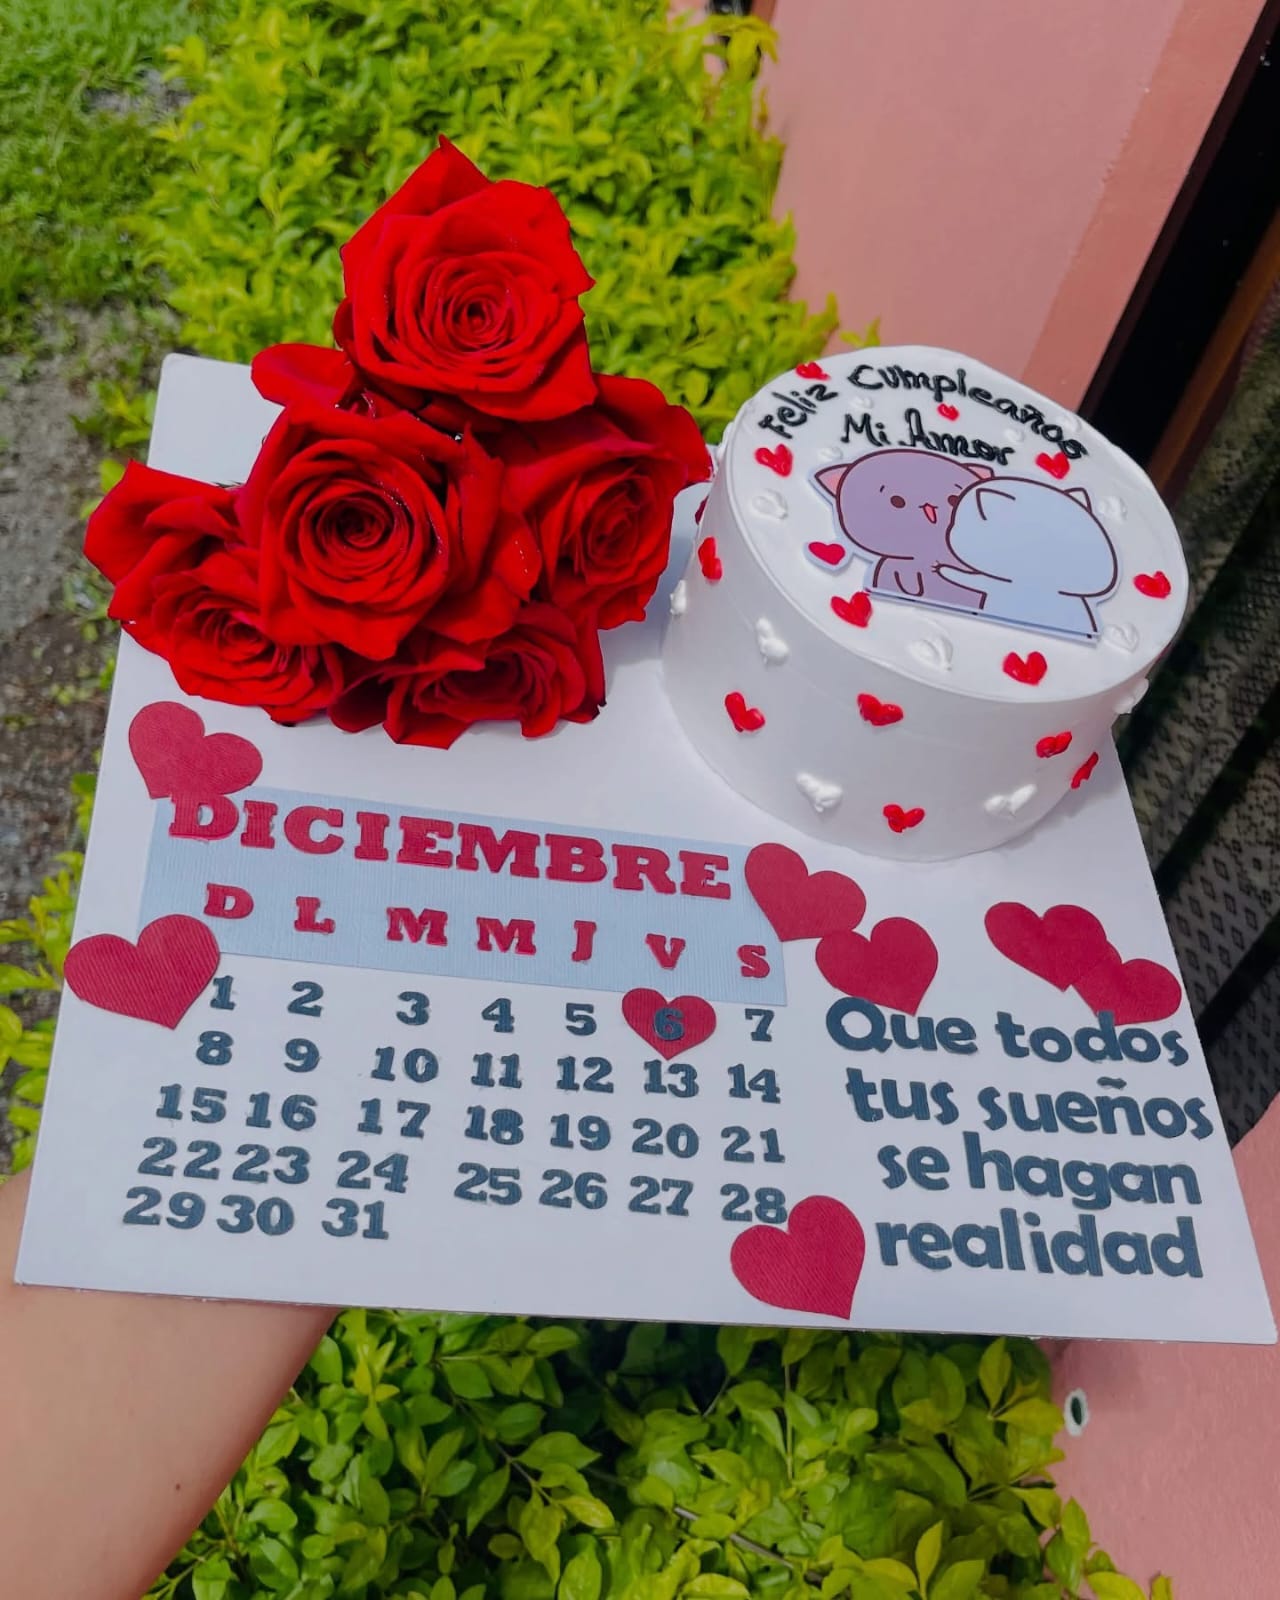 Feliz Cumpleaños
Mi Amor
DICIEMBRE
D L M M J V S
1 2 3 4 5 6 7
8 9 10 11 12 13 14
15 16 17 18 19 20 21
22 23 24 25 26 27 28
29 30 31
Que todos
tus sueños
se hagan
realidad